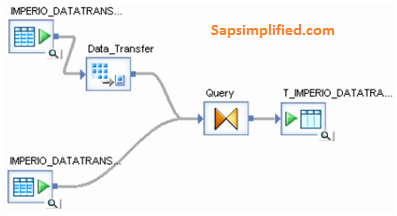 IMPERIO_DATATRANS...
Sapsimplified.com
Data_Transfer
Query
T_IMPERIO_DATATRA...
IMPERIO_DATATRANS...